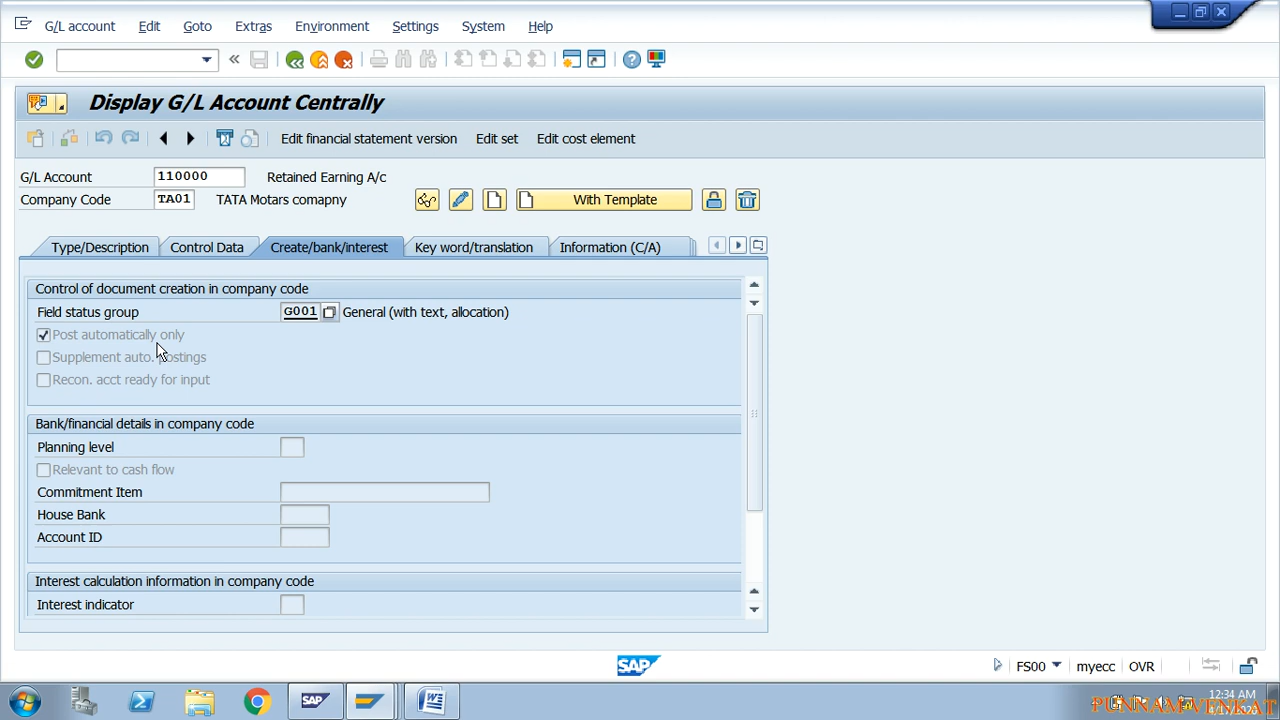 G/L account Edit Goto Extras Environment Settings System Help
Display G/L Account Centrally
Edit financial statement version Edit set Edit cost element
G/L Account 110000 Retained Earning A/c
Company Code TA01 TATA Motars comapny With Template
Type/Description Control Data Create/bank/interest Key word/translation Information (C/A)
Control of document creation in company code
Field status group G001 General (with text, allocation)
Post automatically only
Supplement auto. postings
Recon. acct ready for input
Bank/financial details in company code
Planning level
Relevant to cash flow
Commitment Item
House Bank
Account ID
Interest calculation information in company code
Interest indicator
SAP FS00 myecc OVR
SAP 12:34 AM
PUNNAM VENKAT